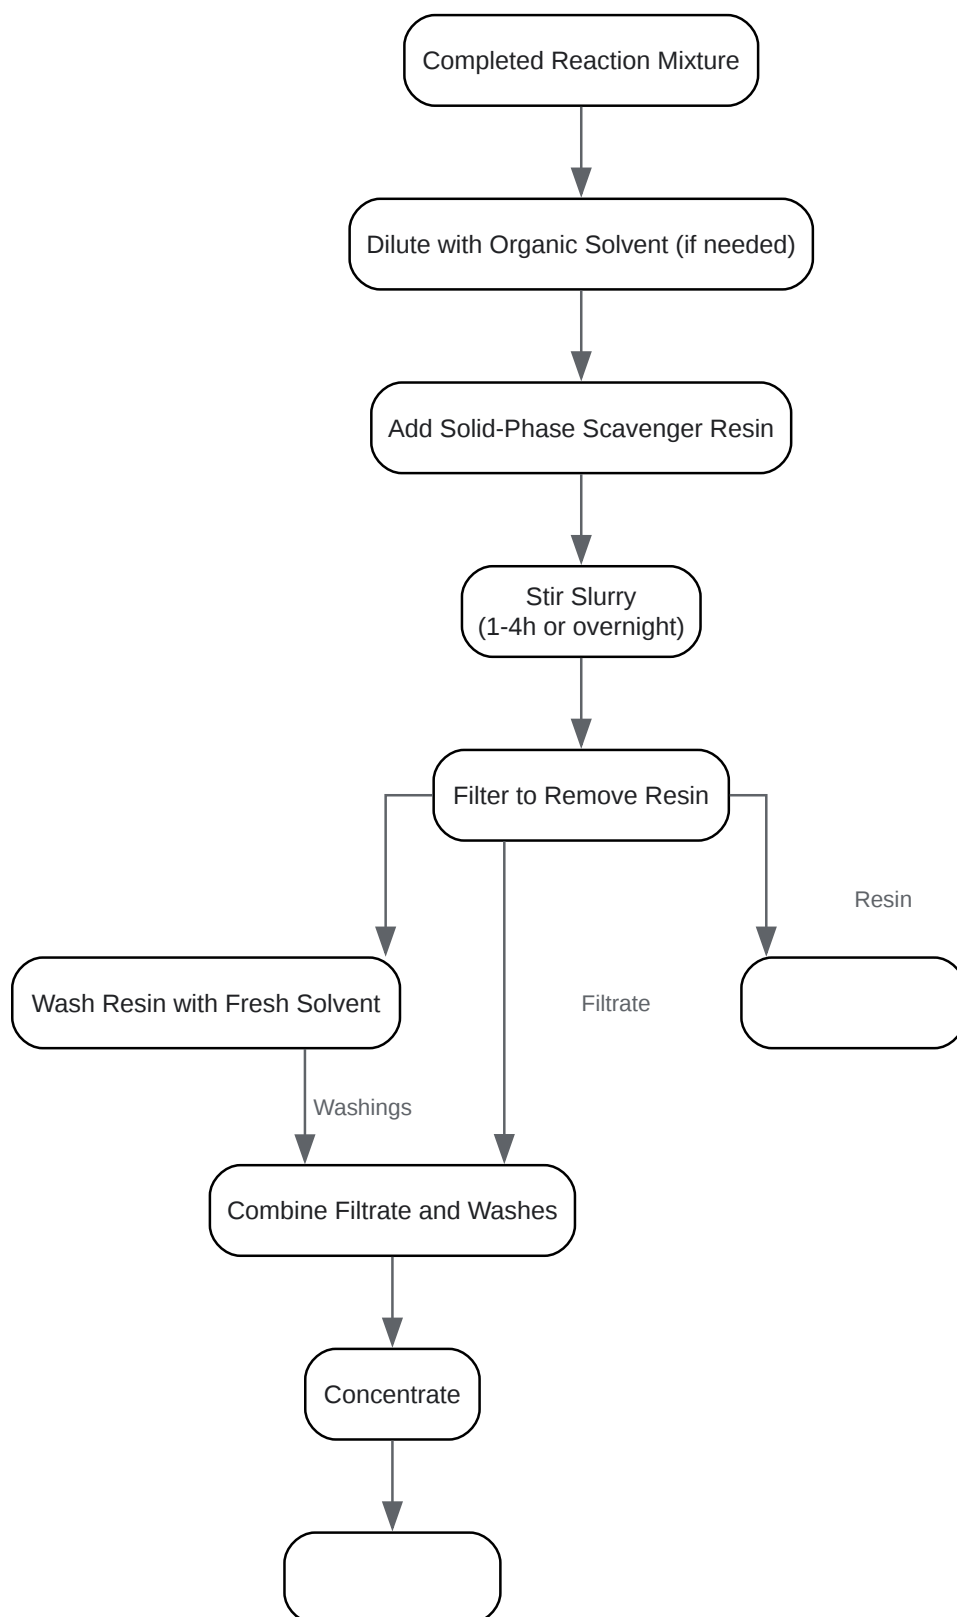 Completed Reaction Mixture
Dilute with Organic Solvent (if needed)
Add Solid-Phase Scavenger Resin
Stir Slurry
(1-4h or overnight)
Filter to Remove Resin
Resin
Wash Resin with Fresh Solvent
Filtrate
Washings
Combine Filtrate and Washes
Concentrate